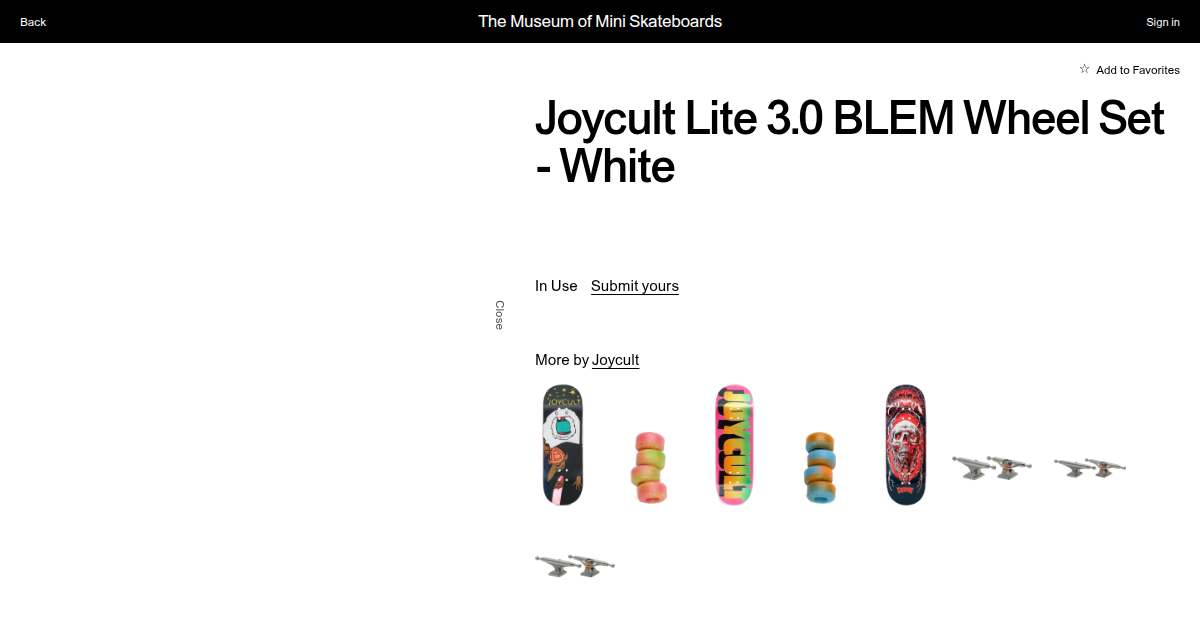 Back
The Museum of Mini Skateboards
Sign in
☆ Add to Favorites
Joycult Lite 3.0 BLEM Wheel Set
- White
In Use Submit yours
Close
More by Joycult
JOYCULT
JOYCULT